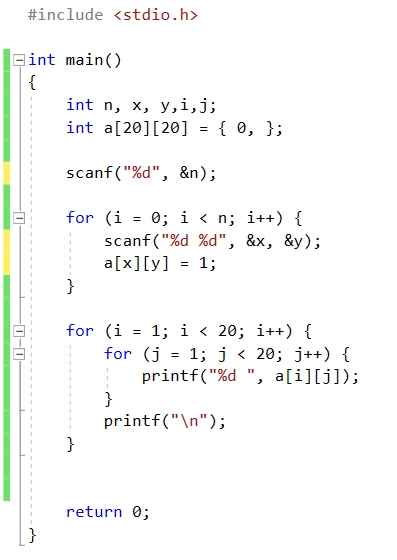 #include <stdio.h>
int main()
{
int n, x, y,i,j;
int a[20][20] = { 0, };
scanf("%d", &n);
for (i = 0; i < n; i++) {
scanf("%d %d", &x, &y);
a[x][y] = 1;
}
for (i = 1; i < 20; i++) {
for (j = 1; j < 20; j++) {
printf("%d ", a[i][j]);
}
printf("\n");
}
return 0;
}